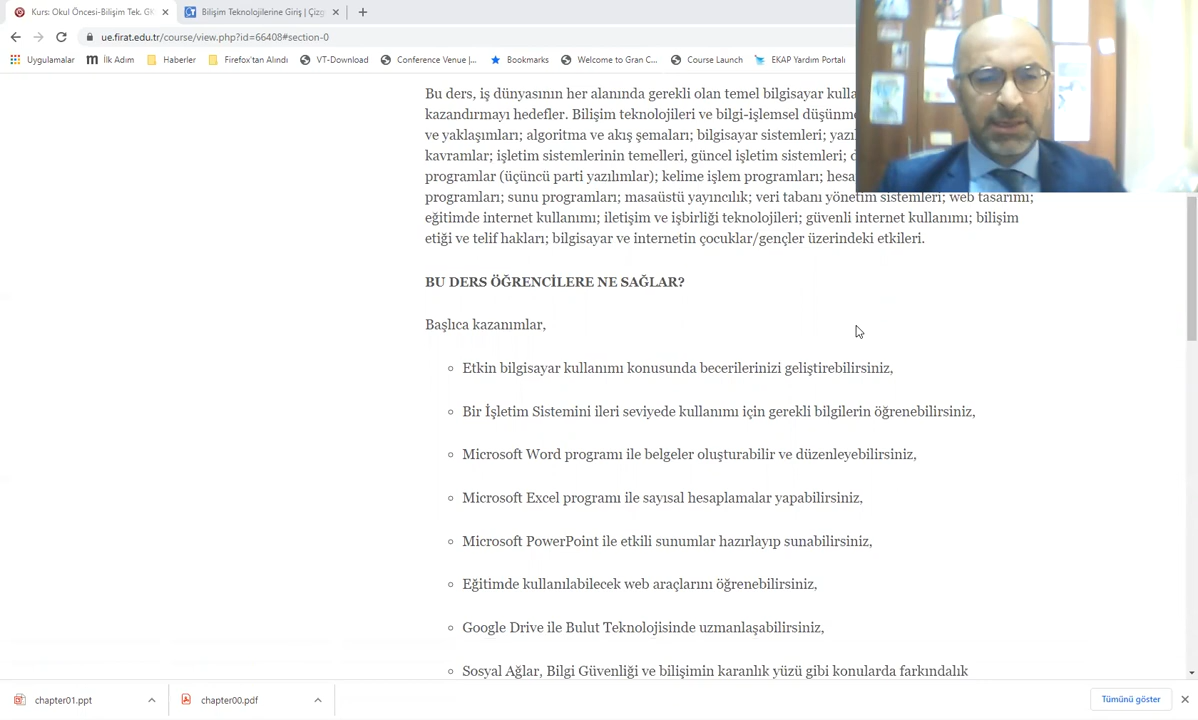 Kurs: Okul Öncesi-Bilişim Tek. GK
Bilişim Teknolojilerine Giriş | Çizg
ue.firat.edu.tr/course/view.php?id=66408#section-0
Uygulamalar İlk Adım Haberler Firefox'tan Alındı VT-Download Conference Venue |... Bookmarks Welcome to Gran C... Course Launch EKAP Yardım Portalı
Bu ders, iş dünyasının her alanında gerekli olan temel bilgisayar
kazandırmayı hedefler. Bilişim teknolojileri ve bilgi-işlemsel
ve yaklaşımları; algoritma ve akış şemaları; bilgisayar sistemleri;
kavramlar; işletim sistemlerinin temelleri, güncel işletim sistemleri;
programlar (üçüncü parti yazılımlar); kelime işlem programları;
programları; sunu programları; masaüstü yayıncılık; veri tabanı yönetim sistemleri; web tasarımı;
eğitimde internet kullanımı; iletişim ve işbirliği teknolojileri; güvenli internet kullanımı; bilişim
etiği ve telif hakları; bilgisayar ve internetin çocuklar/gençler üzerindeki etkileri.
BU DERS ÖĞRENCİLERE NE SAĞLAR?
Başlıca kazanımlar,
Etkin bilgisayar kullanımı konusunda becerilerinizi geliştirebilirsiniz,
Bir İşletim Sistemini ileri seviyede kullanımı için gerekli bilgilerin öğrenebilirsiniz,
Microsoft Word programı ile belgeler oluşturabilir ve düzenleyebilirsiniz,
Microsoft Excel programı ile sayısal hesaplamalar yapabilirsiniz,
Microsoft PowerPoint ile etkili sunumlar hazırlayıp sunabilirsiniz,
Eğitimde kullanılabilecek web araçlarını öğrenebilirsiniz,
Google Drive ile Bulut Teknolojisinde uzmanlaşabilirsiniz,
Sosyal Ağlar, Bilgi Güvenliği ve bilişimin karanlık yüzü gibi konularda farkındalık
chapter01.ppt
chapter00.pdf
Tümünü göster